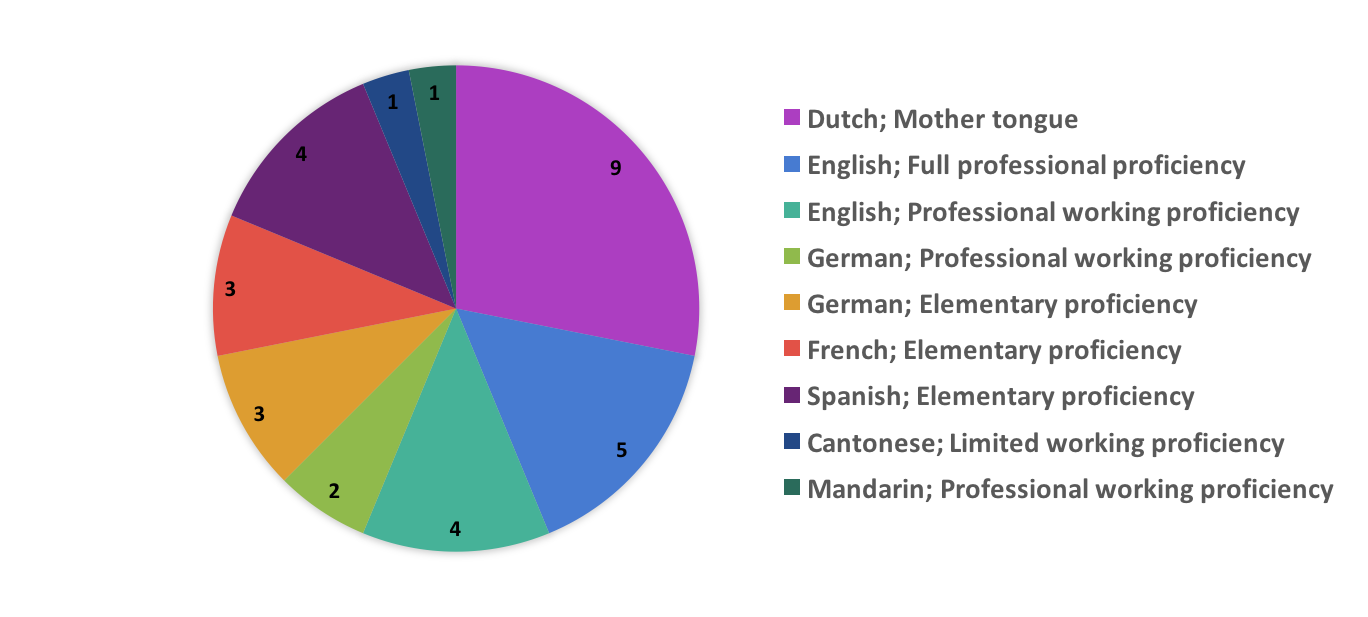 9
5
4
2
3
3
4
1
1
Dutch; Mother tongue
English; Full professional proficiency
English; Professional working proficiency
German; Professional working proficiency
German; Elementary proficiency
French; Elementary proficiency
Spanish; Elementary proficiency
Cantonese; Limited working proficiency
Mandarin; Professional working proficiency